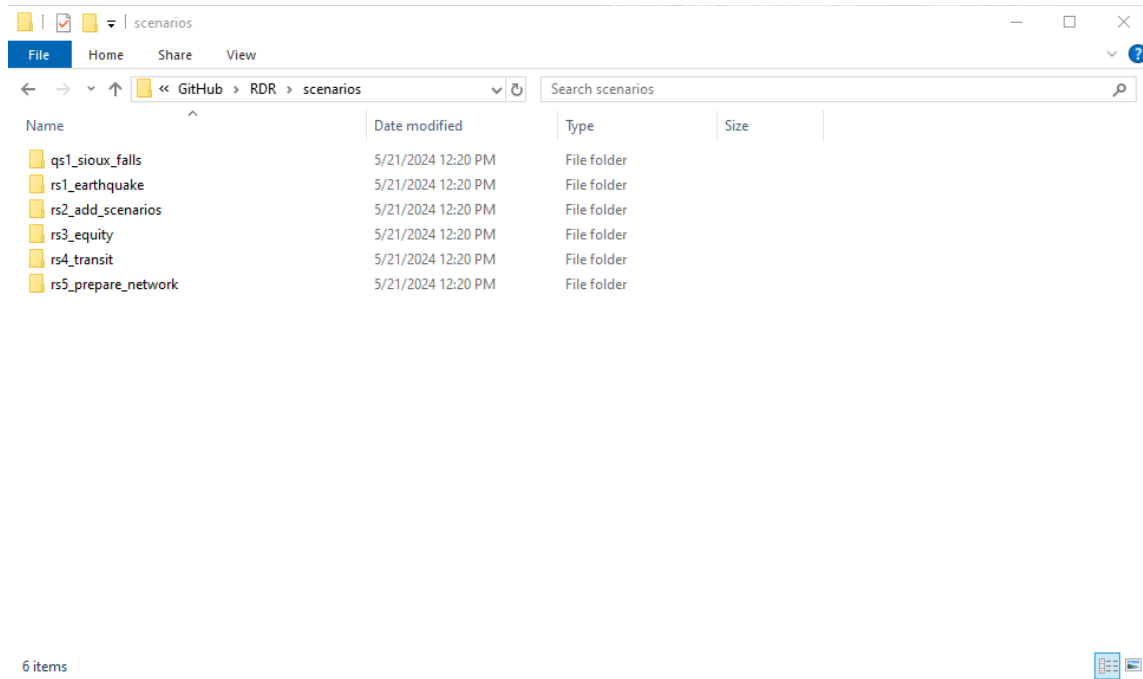 scenarios
File Home Share View
« GitHub > RDR > scenarios Search scenarios
Name Date modified Type Size
qs1_sioux_falls 5/21/2024 12:20 PM File folder
rs1_earthquake 5/21/2024 12:20 PM File folder
rs2_add_scenarios 5/21/2024 12:20 PM File folder
rs3_equity 5/21/2024 12:20 PM File folder
rs4_transit 5/21/2024 12:20 PM File folder
rs5_prepare_network 5/21/2024 12:20 PM File folder
6 items